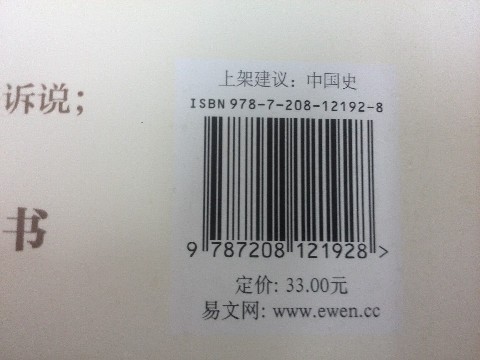 上架建议：中国史
ISBN 978-7-208-12192-8
诉说；
书
9 787208 121928 >
定价: 33.00元
易文网: www.ewen.cc